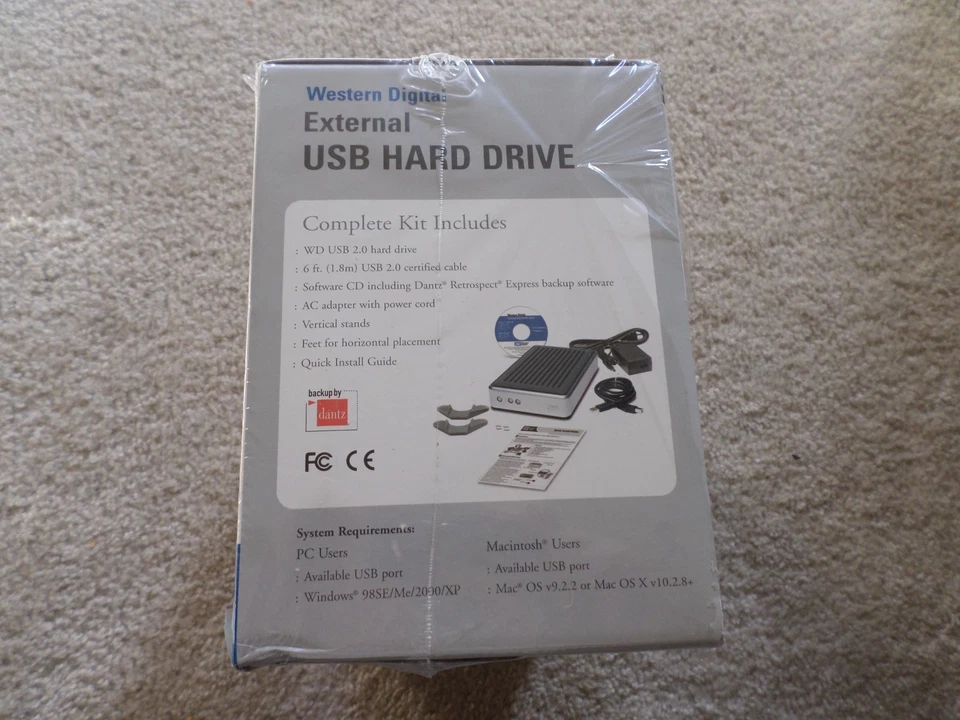 Western Digital
External
USB HARD DRIVE
Complete Kit Includes
: WD USB 2.0 hard drive
: 6 ft. (1.8m) USB 2.0 certified cable
: Software CD including Dantz® Retrospect® Express backup software
: AC adapter with power cord
: Vertical stands
: Feet for horizontal placement
: Quick Install Guide
backup by
dantz
FC CE
System Requirements:
PC Users
: Available USB port
: Windows® 98SE/Me/2000/XP
Macintosh® Users
: Available USB port
: Mac® OS v9.2.2 or Mac OS X v10.2.8+